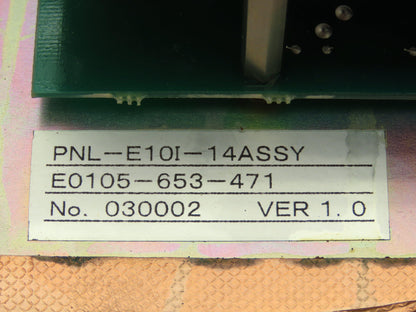 PNL-E10I-14ASSY
E0105-653-471
No. 030002 VER 1. 0